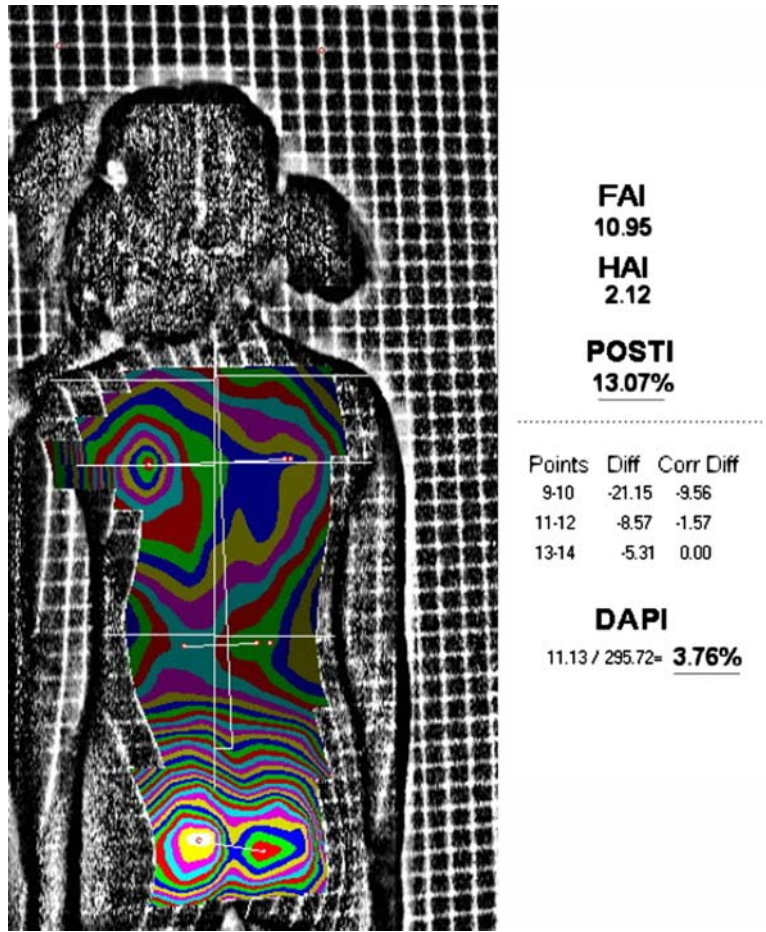 FAI
10.95
HAI
2.12
POSTI
13.07%
Points Diff Corr Diff
9-10 -21.15 -9.56
11-12 -8.57 -1.57
13-14 -5.31 0.00
DAPI
11.13 / 295.72= 3.76%